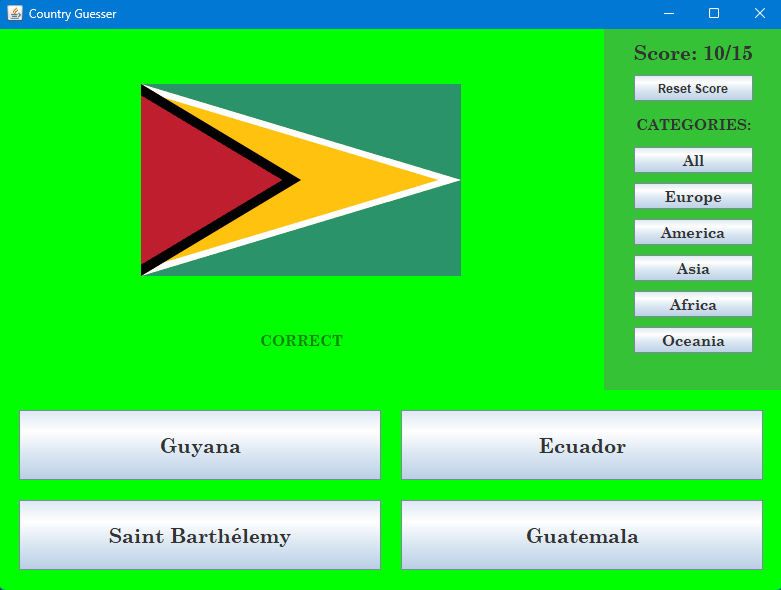 Country Guesser
Score: 10/15
Reset Score
CATEGORIES:
All
Europe
America
Asia
Africa
Oceania
CORRECT
Guyana
Ecuador
Saint Barthélemy
Guatemala